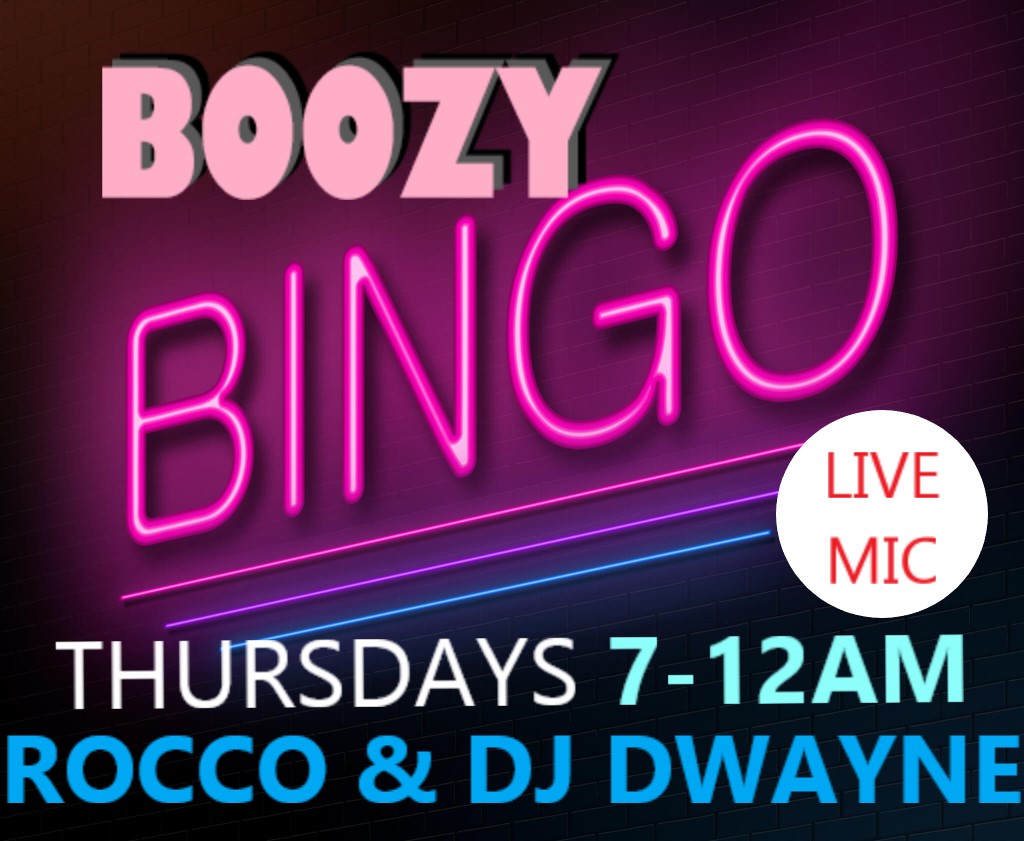 BOOZY
BINGO
LIVE
MIC
THURSDAYS 7-12AM
ROCCO & DJ DWAYNE